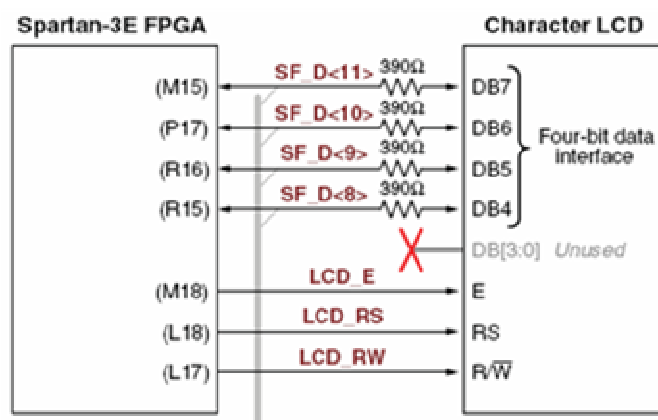 Spartan-3E FPGA Character LCD
(M15) SF_D<11> 390Ω DB7
(P17) SF_D<10> 390Ω DB6
(R16) SF_D<9> 390Ω DB5
(R15) SF_D<8> 390Ω DB4
Four-bit data
interface
DB[3:0] Unused
(M18) LCD_E E
(L18) LCD_RS RS
(L17) LCD_RW R/W̅